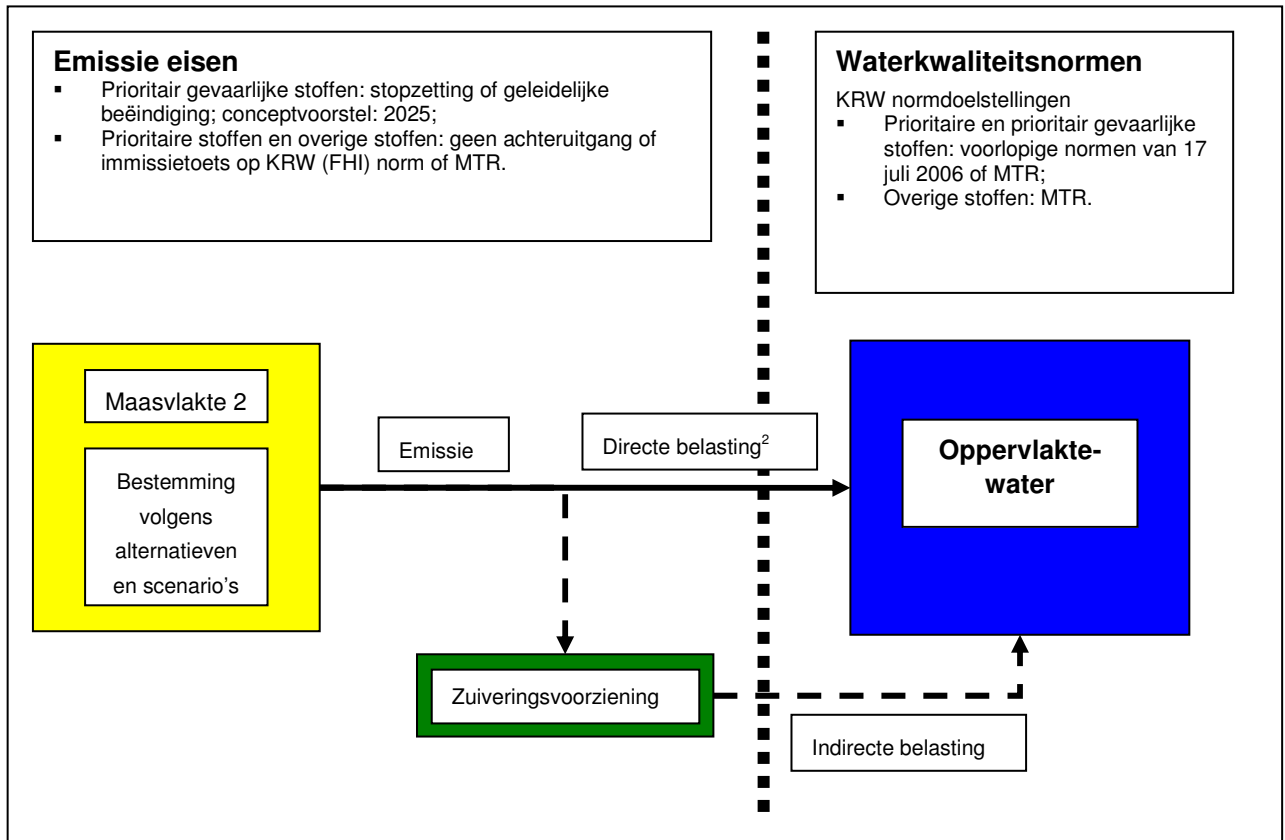 Emissie eisen
▪ Prioritair gevaarlijke stoffen: stopzetting of geleidelijke
beëindiging; conceptvoorstel: 2025;
▪ Prioritaire stoffen en overige stoffen: geen achteruitgang of
immissietoets op KRW (FHI) norm of MTR.
Waterkwaliteitsnormen
KRW normdoelstellingen
▪ Prioritaire en prioritair gevaarlijke
stoffen: voorlopige normen van 17
juli 2006 of MTR;
▪ Overige stoffen: MTR.
Maasvlakte 2
Bestemming
volgens
alternatieven
en scenario's
Emissie
Directe belasting²
Oppervlakte-
water
Zuiveringsvoorziening
Indirecte belasting